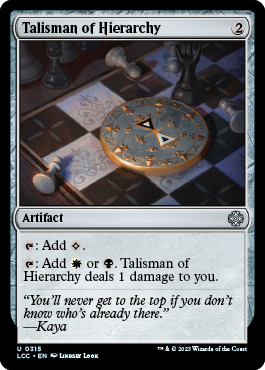 Talisman of Hierarchy 2
Artifact
: Add .
: Add or . Talisman of
Hierarchy deals 1 damage to you.
“You’ll never get to the top if you don’t
know who’s already there.”
—Kaya
U 0315
LCC • EN Lindsey Look
™ & © 2023 Wizards of the Coast